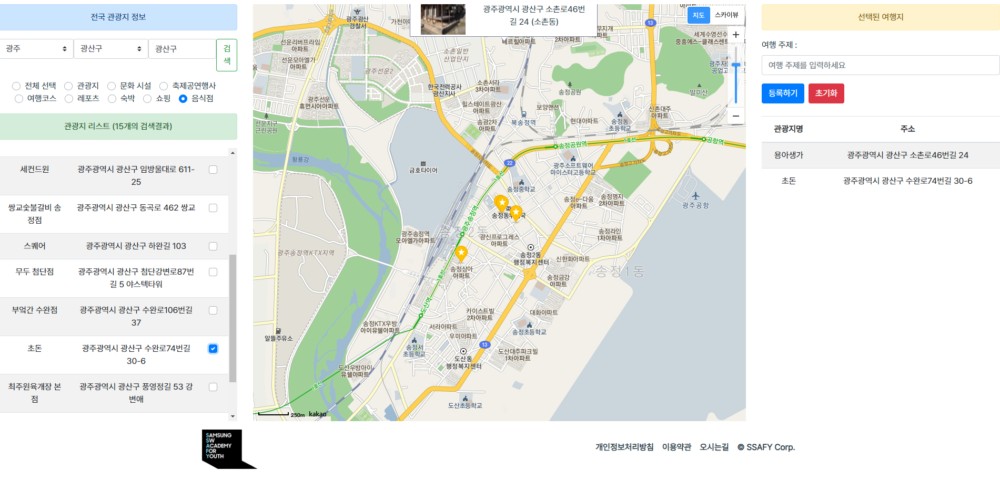 전국 관광지 정보
광주
광산구
광산구
검
색
전체 선택
관광지
문화 시설
축제공연행사
여행코스
레포츠
숙박
쇼핑
음식점
관광지 리스트 (15개의 검색결과)
세컨드윈
광주광역시 광산구 임방울대로 611-
25
쌍교숯불갈비 송
정점
광주광역시 광산구 동곡로 462 쌍교
스퀘어
광주광역시 광산구 하완길 103
무두 첨단점
광주광역시 광산구 첨단강변로87번
길 5 야스텍타워
부엌간 수완점
광주광역시 광산구 수완로106번길
37
초돈
광주광역시 광산구 수완로74번길
30-6
최주원육개장 본
점
광주광역시 광산구 풍영정길 53 강
변애
광주광역시 광산구 소촌로46번
길 24 (소촌동)
지도
스카이뷰
광주광산
경찰서
가천아파
선운리버프라임
아파트
선운모아엘가
아파트
광주선운2
소촌일반
산업단지
베르힐아파트
2차아파트
무지개
13
세계수영선수
중흥에스-클래스센트
광주자
공업고
한국전력공사
광산지사
소촌서라
3차아파트
송정공원
말미산
광주선운
휴먼시아아파트
힐스테이트광산
아파트
보양맨션
북송정역
송광2차
아파트
현대아파트
송정동
초등학교
신촌대주
아파트
선운지구
근린공원
송정고가차도
1호선
공항역
송정공원역
황룡강
금호타이어
송정지하차도
22
1호선
광주소프트웨어
마이스터고등학교
송정고가차도
송정고가차도
송정중학교
송정e-다움
아파트
송정명지
2차아파트
광주공항
광주송정역
송정2동
광주송정역
모아엘가아파트
광신프로그레스
아파트
송정라인
1차아파트
광주송정역KTX지역
송정2동
행정복지센터
신한화아파트
송정1동
송정상아
아파트
1호선
송정금강
아파트
도산역
카이스트빌
2차아파트
대화아파트
송정KTX우방
아이유쉘아파트
서라아파트
우미아파트
송정초등학교
알뜰주유소
송정서
초등학교
13
도산동
행정복지센터
도산대주파크빌
1차아파트
도산우방아이
유쉘아파트
1호선
도산초등학교
250m
kakao
선택된 여행지
여행 주제 :
여행 주제를 입력하세요
등록하기
초기화
관광지명
주소
용아생가
광주광역시 광산구 소촌로46번길 24
초돈
광주광역시 광산구 수완로74번길 30-6
SAMSUNG
SW
ACADEMY
FOR
YOUTH
개인정보처리방침
이용약관
오시는길
© SSAFY Corp.